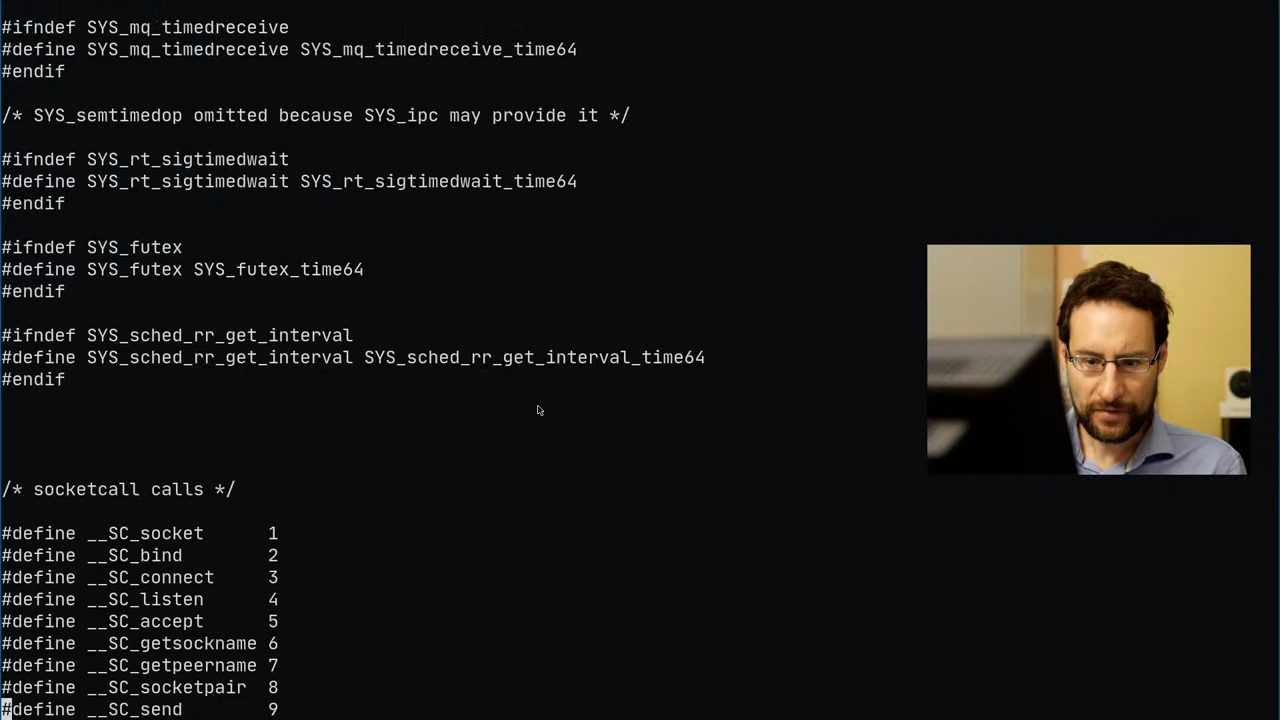 #ifndef SYS_mq_timedreceive
#define SYS_mq_timedreceive SYS_mq_timedreceive_time64
#endif
/* SYS_semtimedop omitted because SYS_ipc may provide it */
#ifndef SYS_rt_sigtimedwait
#define SYS_rt_sigtimedwait SYS_rt_sigtimedwait_time64
#endif
#ifndef SYS_futex
#define SYS_futex SYS_futex_time64
#endif
#ifndef SYS_sched_rr_get_interval
#define SYS_sched_rr_get_interval SYS_sched_rr_get_interval_time64
#endif
/* socketcall calls */
#define __SC_socket      1
#define __SC_bind        2
#define __SC_connect     3
#define __SC_listen      4
#define __SC_accept      5
#define __SC_getsockname 6
#define __SC_getpeername 7
#define __SC_socketpair  8
#define __SC_send        9